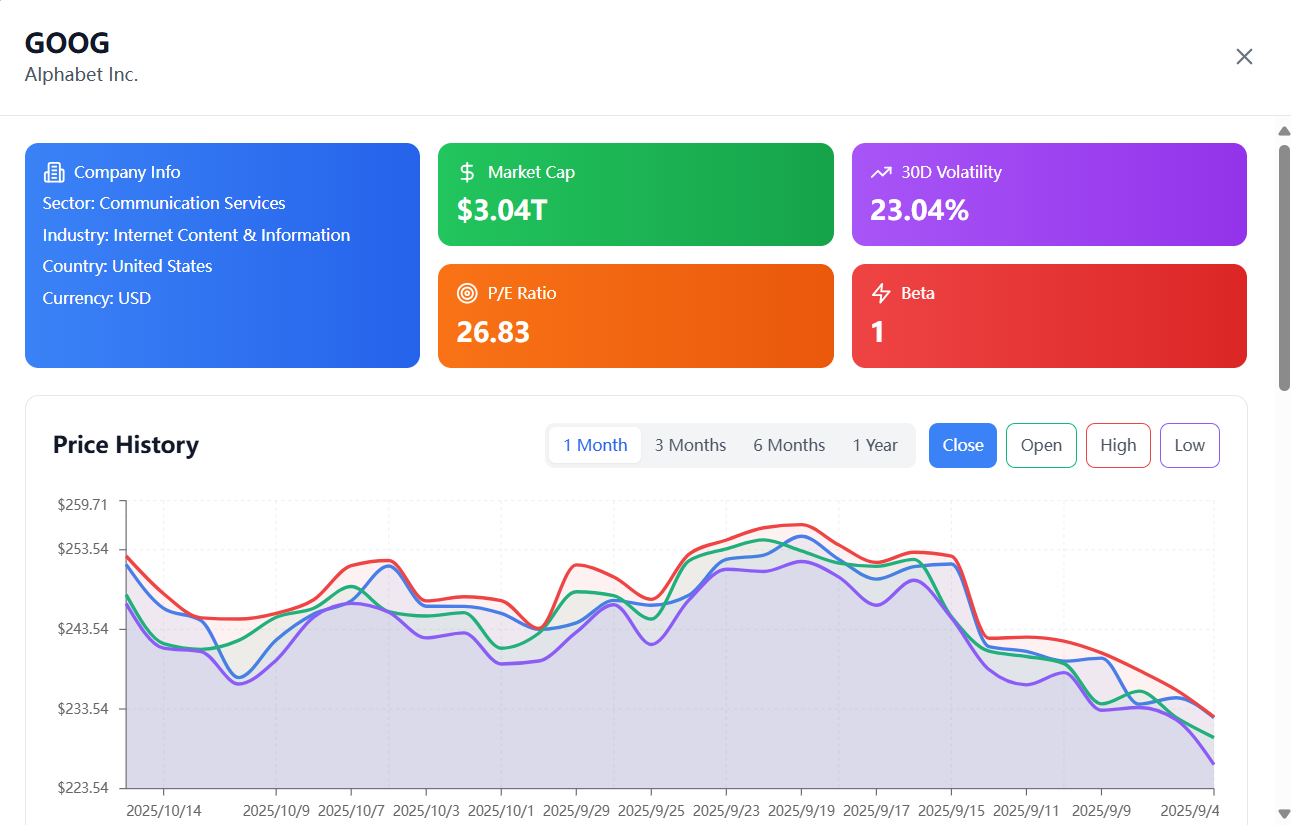 GOOG
Alphabet Inc.
Company Info
Sector: Communication Services
Industry: Internet Content & Information
Country: United States
Currency: USD
Market Cap
$3.04T
30D Volatility
23.04%
P/E Ratio
26.83
Beta
1
Price History
1 Month 3 Months 6 Months 1 Year Close Open High Low
$259.71
$253.54
$243.54
$233.54
$223.54
2025/10/14 2025/10/9 2025/10/7 2025/10/3 2025/10/1 2025/9/29 2025/9/25 2025/9/23 2025/9/19 2025/9/17 2025/9/15 2025/9/11 2025/9/9 2025/9/4